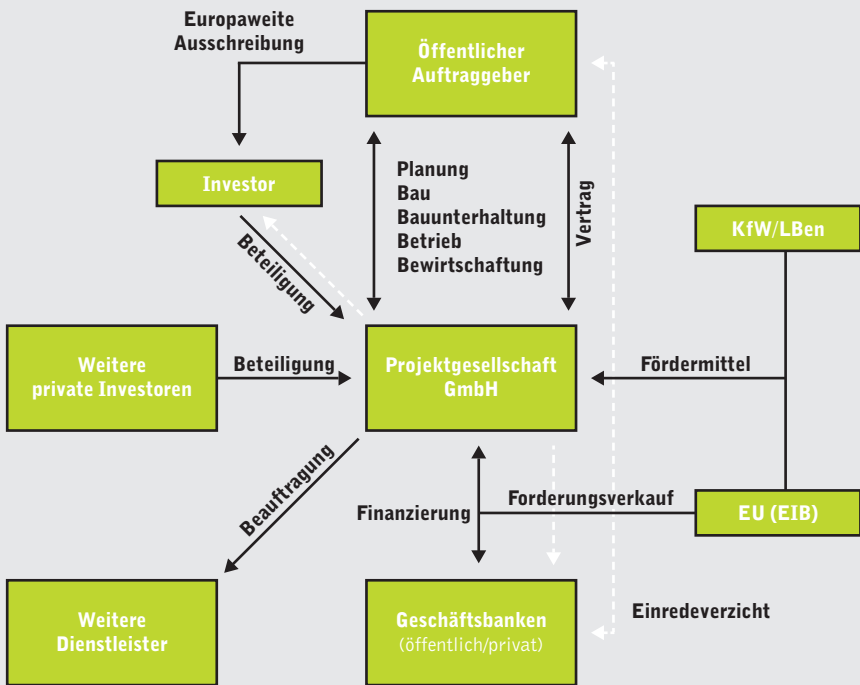 Europaweite
Ausschreibung
Öffentlicher
Auftraggeber
Investor
Planung
Bau
Bauunterhaltung
Betrieb
Bewirtschaftung
Vertrag
KfW/LBen
Beteiligung
Weitere
private Investoren
Beteiligung
Projektgesellschaft
GmbH
Fördermittel
Beauftragung
Finanzierung
Forderungsverkauf
EU (EIB)
Weitere
Dienstleister
Geschäftsbanken
(öffentlich/privat)
Einredeverzicht